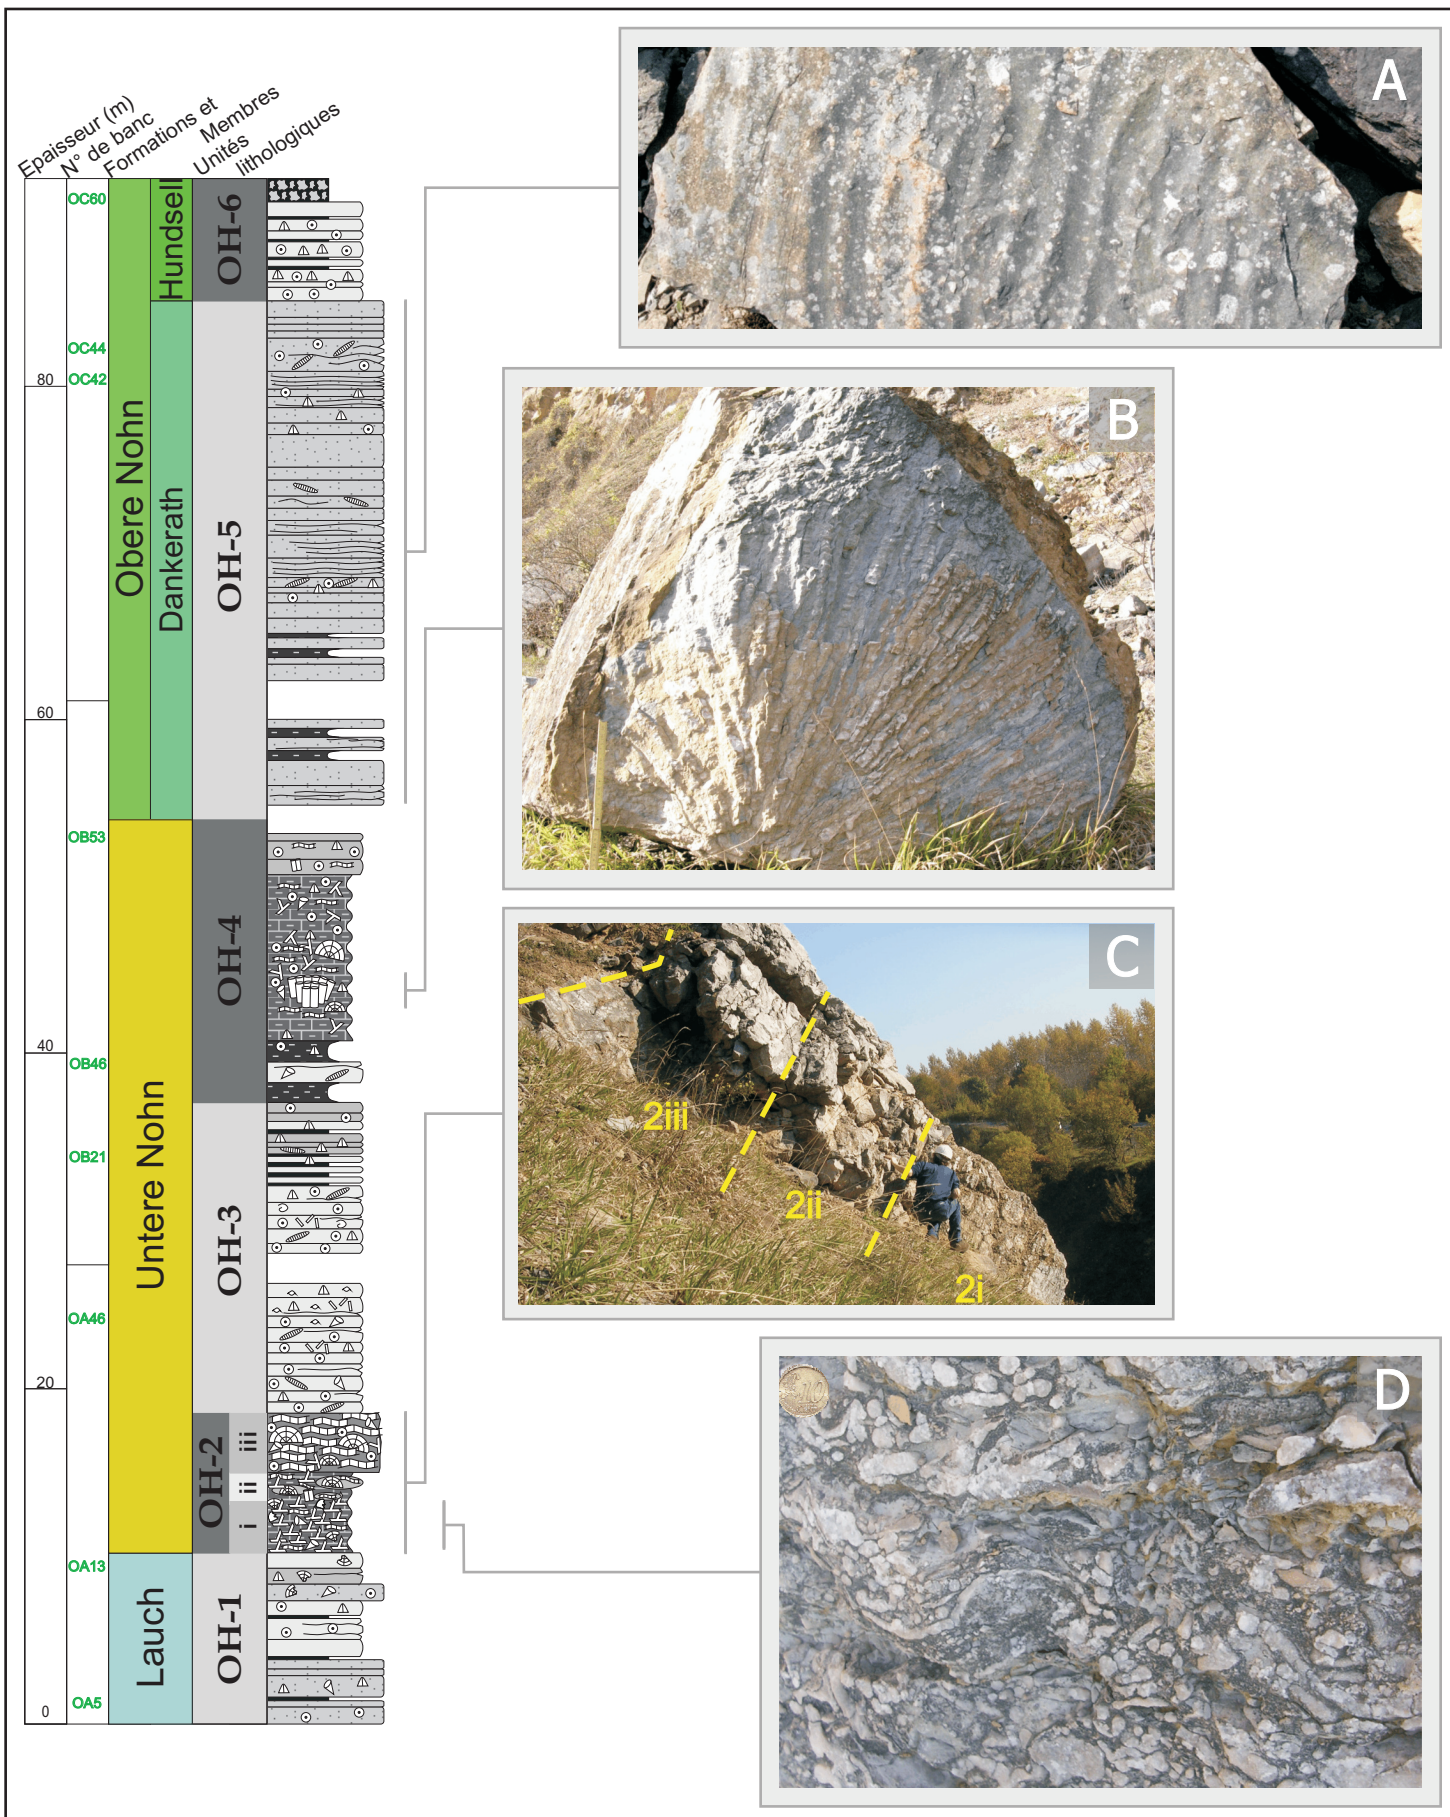 Epaisseur (m)
N° de banc
Formations et
Membres
Unités
lithologiques
OC60
OC44
80
OC42
60
OB53
40
OB46
OB21
OA46
20
OA13
OA5
0
Obere Nohn
Hundsell
Dankerath
Untere Nohn
Lauch
OH-6
OH-5
OH-4
OH-3
OH-2
iii
ii
i
OH-1
A
B
C
2iii
2ii
2i
D
10